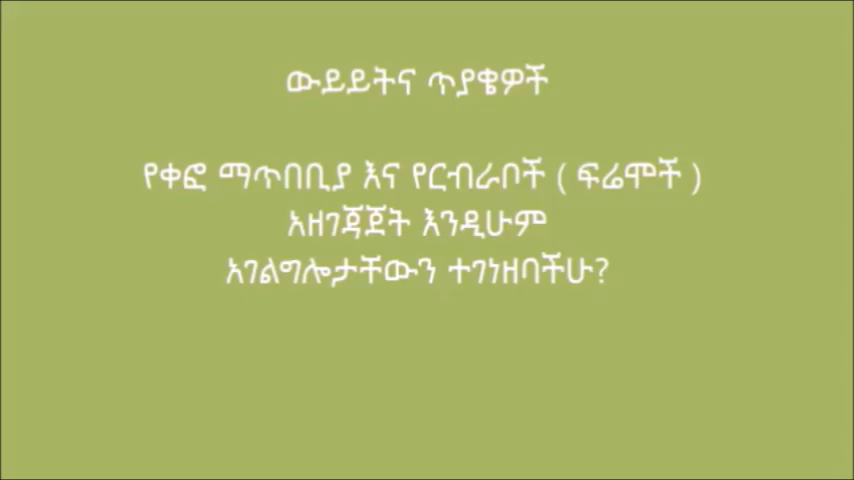 ውይይትና ጥያቄዎች
የቀፎ ማጥበቢያ እና የርብራቦች ( ፍሬሞች )
አዘገጃጀት እንዲሁም
አገልግሎታቸውን ተገነዘባችሁ?